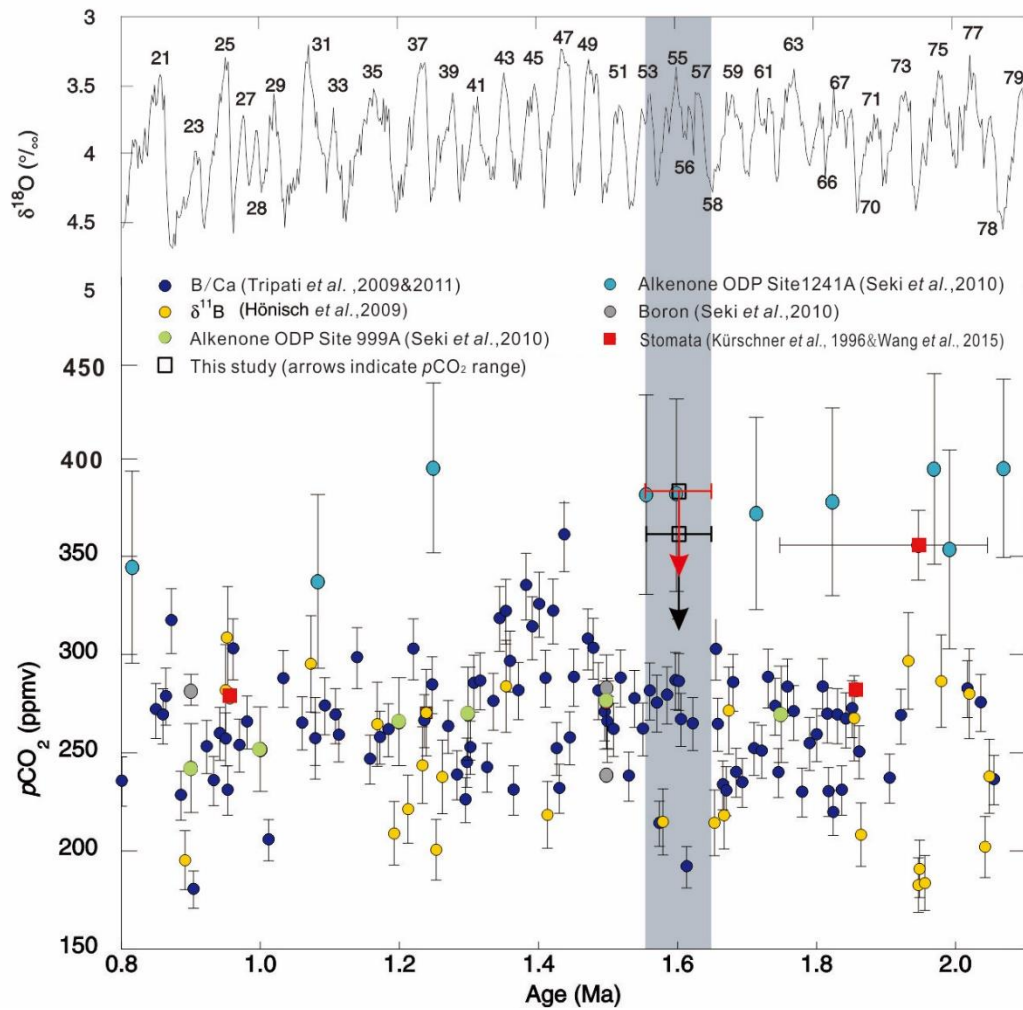 3
3.5
4
4.5
5
δ18O (°/‰)
21 23 25 27 28 29 31 33 35 37 39 41 43 45 47 49 51 53 55 56 57 58 59 61 63 66 67 70 71 73 75 77 78 79
B/Ca (Tripati et al.,2009&2011)
δ11B (Hönisch et al.,2009)
Alkenone ODP Site 999A (Seki et al.,2010)
This study (arrows indicate pCO2 range)
Alkenone ODP Site1241A (Seki et al.,2010)
Boron (Seki et al.,2010)
Stomata (Kürschner et al., 1996&Wang et al., 2015)
450
400
350
300
250
200
150
pCO2 (ppmv)
0.8 1.0 1.2 1.4 1.6 1.8 2.0
Age (Ma)